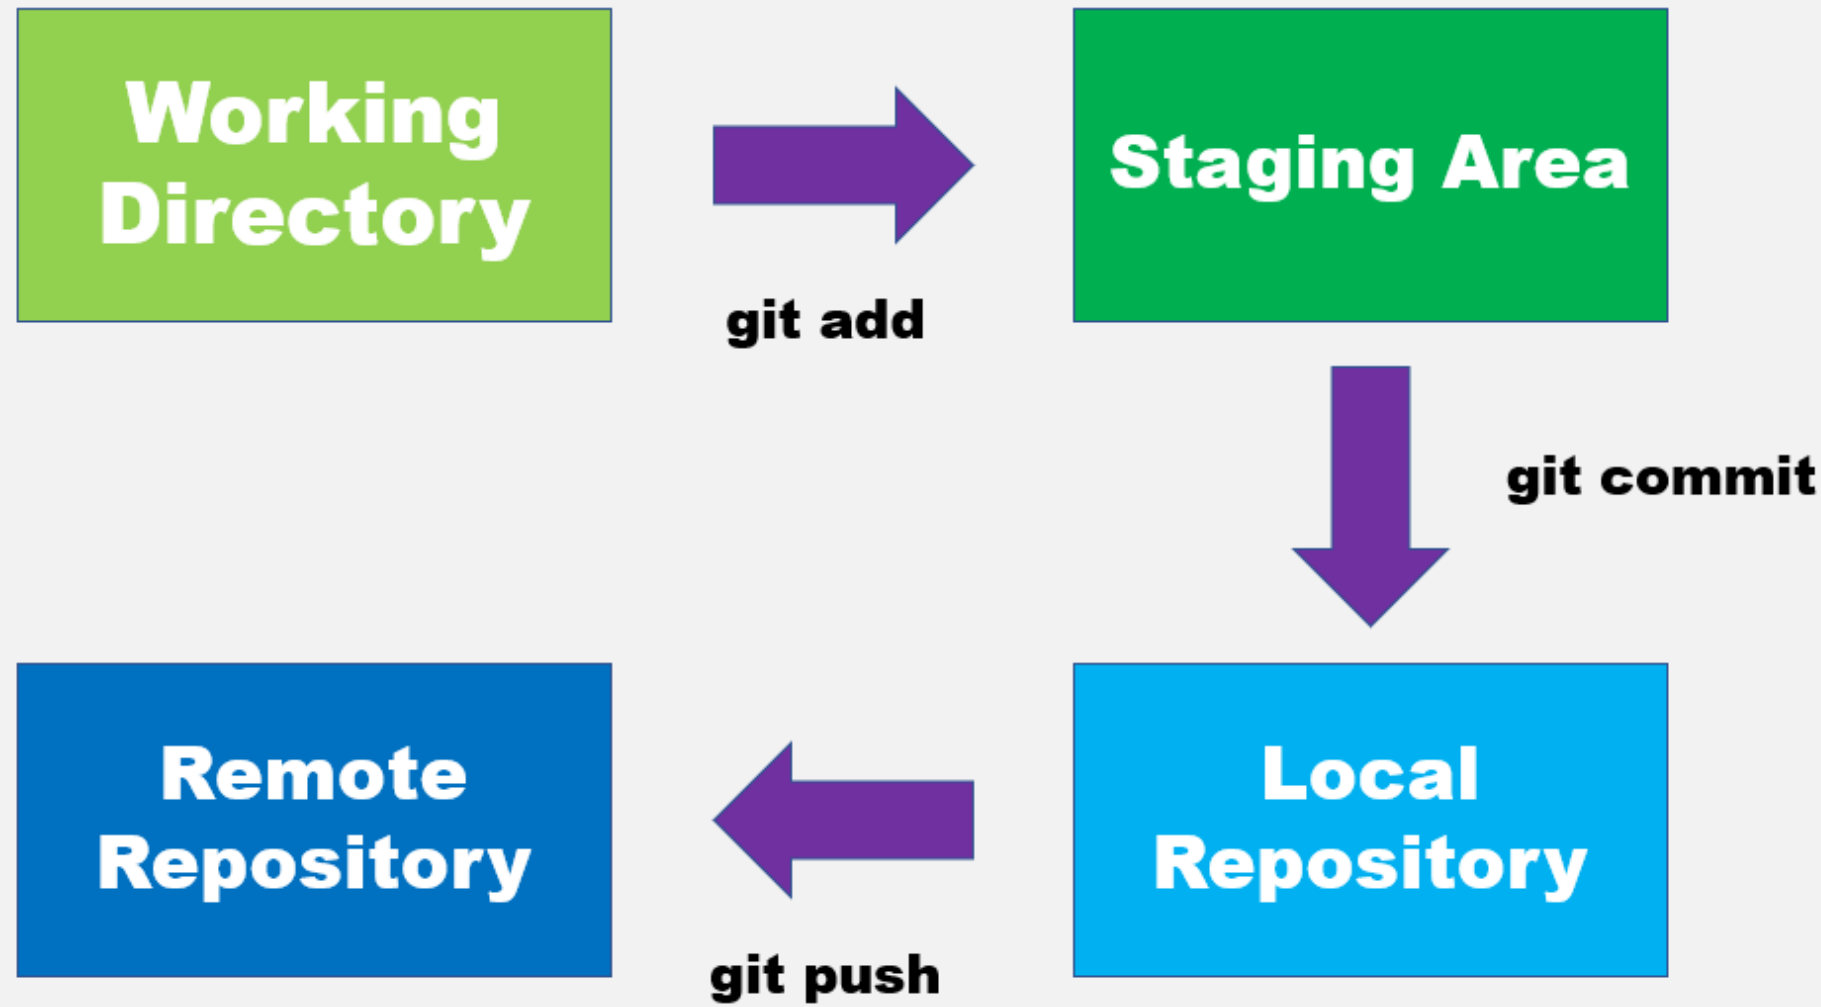 Working
Directory
git add
Staging Area
git commit
Local
Repository
git push
Remote
Repository